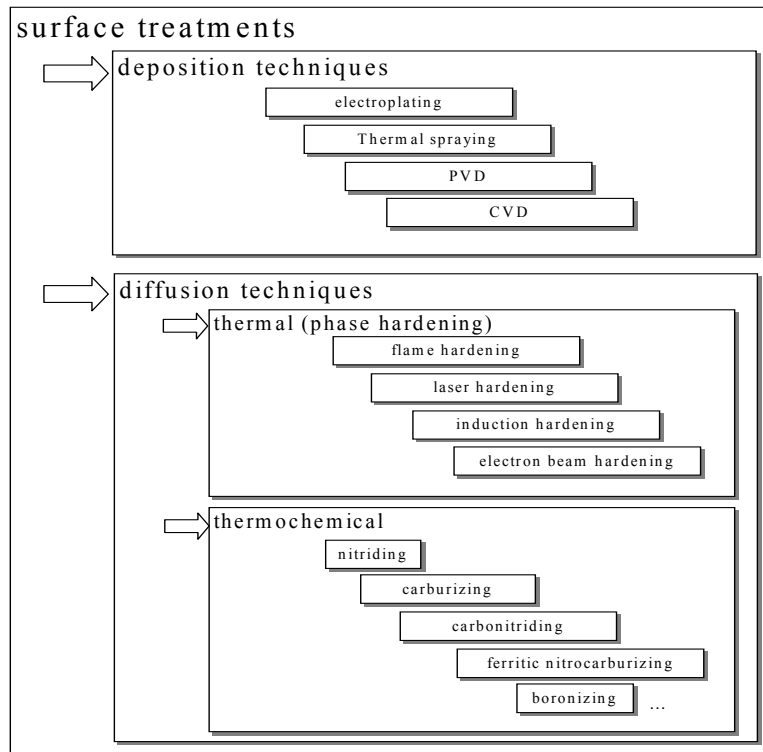 surface treatments
deposition techniques
electroplating
Thermal spraying
PVD
CVD
diffusion techniques
thermal (phase hardening)
flame hardening
laser hardening
induction hardening
electron beam hardening
thermochemical
nitriding
carburizing
carbonitriding
ferritic nitrocarburizing
boronizing ...